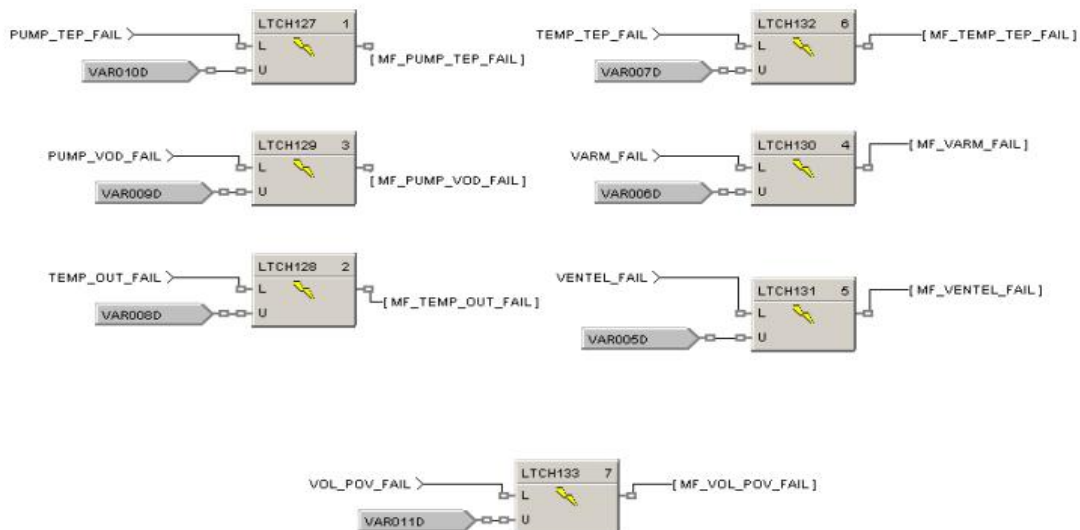 PUMP_TEP_FAIL
LTCH127 1
L
[ MF_PUMP_TEP_FAIL ]
VAR010D
U
TEMP_TEP_FAIL
LTCH132 6
L
[ MF_TEMP_TEP_FAIL ]
VAR007D
U
PUMP_VOD_FAIL
LTCH129 3
L
[ MF_PUMP_VOD_FAIL ]
VAR009D
U
VARM_FAIL
LTCH130 4
L
[ MF_VARM_FAIL ]
VAR006D
U
TEMP_OUT_FAIL
LTCH128 2
L
[ MF_TEMP_OUT_FAIL ]
VAR008D
U
VENTEL_FAIL
LTCH131 5
L
[ MF_VENTEL_FAIL ]
VAR005D
U
VOL_POV_FAIL
LTCH133 7
L
[ MF_VOL_POV_FAIL ]
VAR011D
U